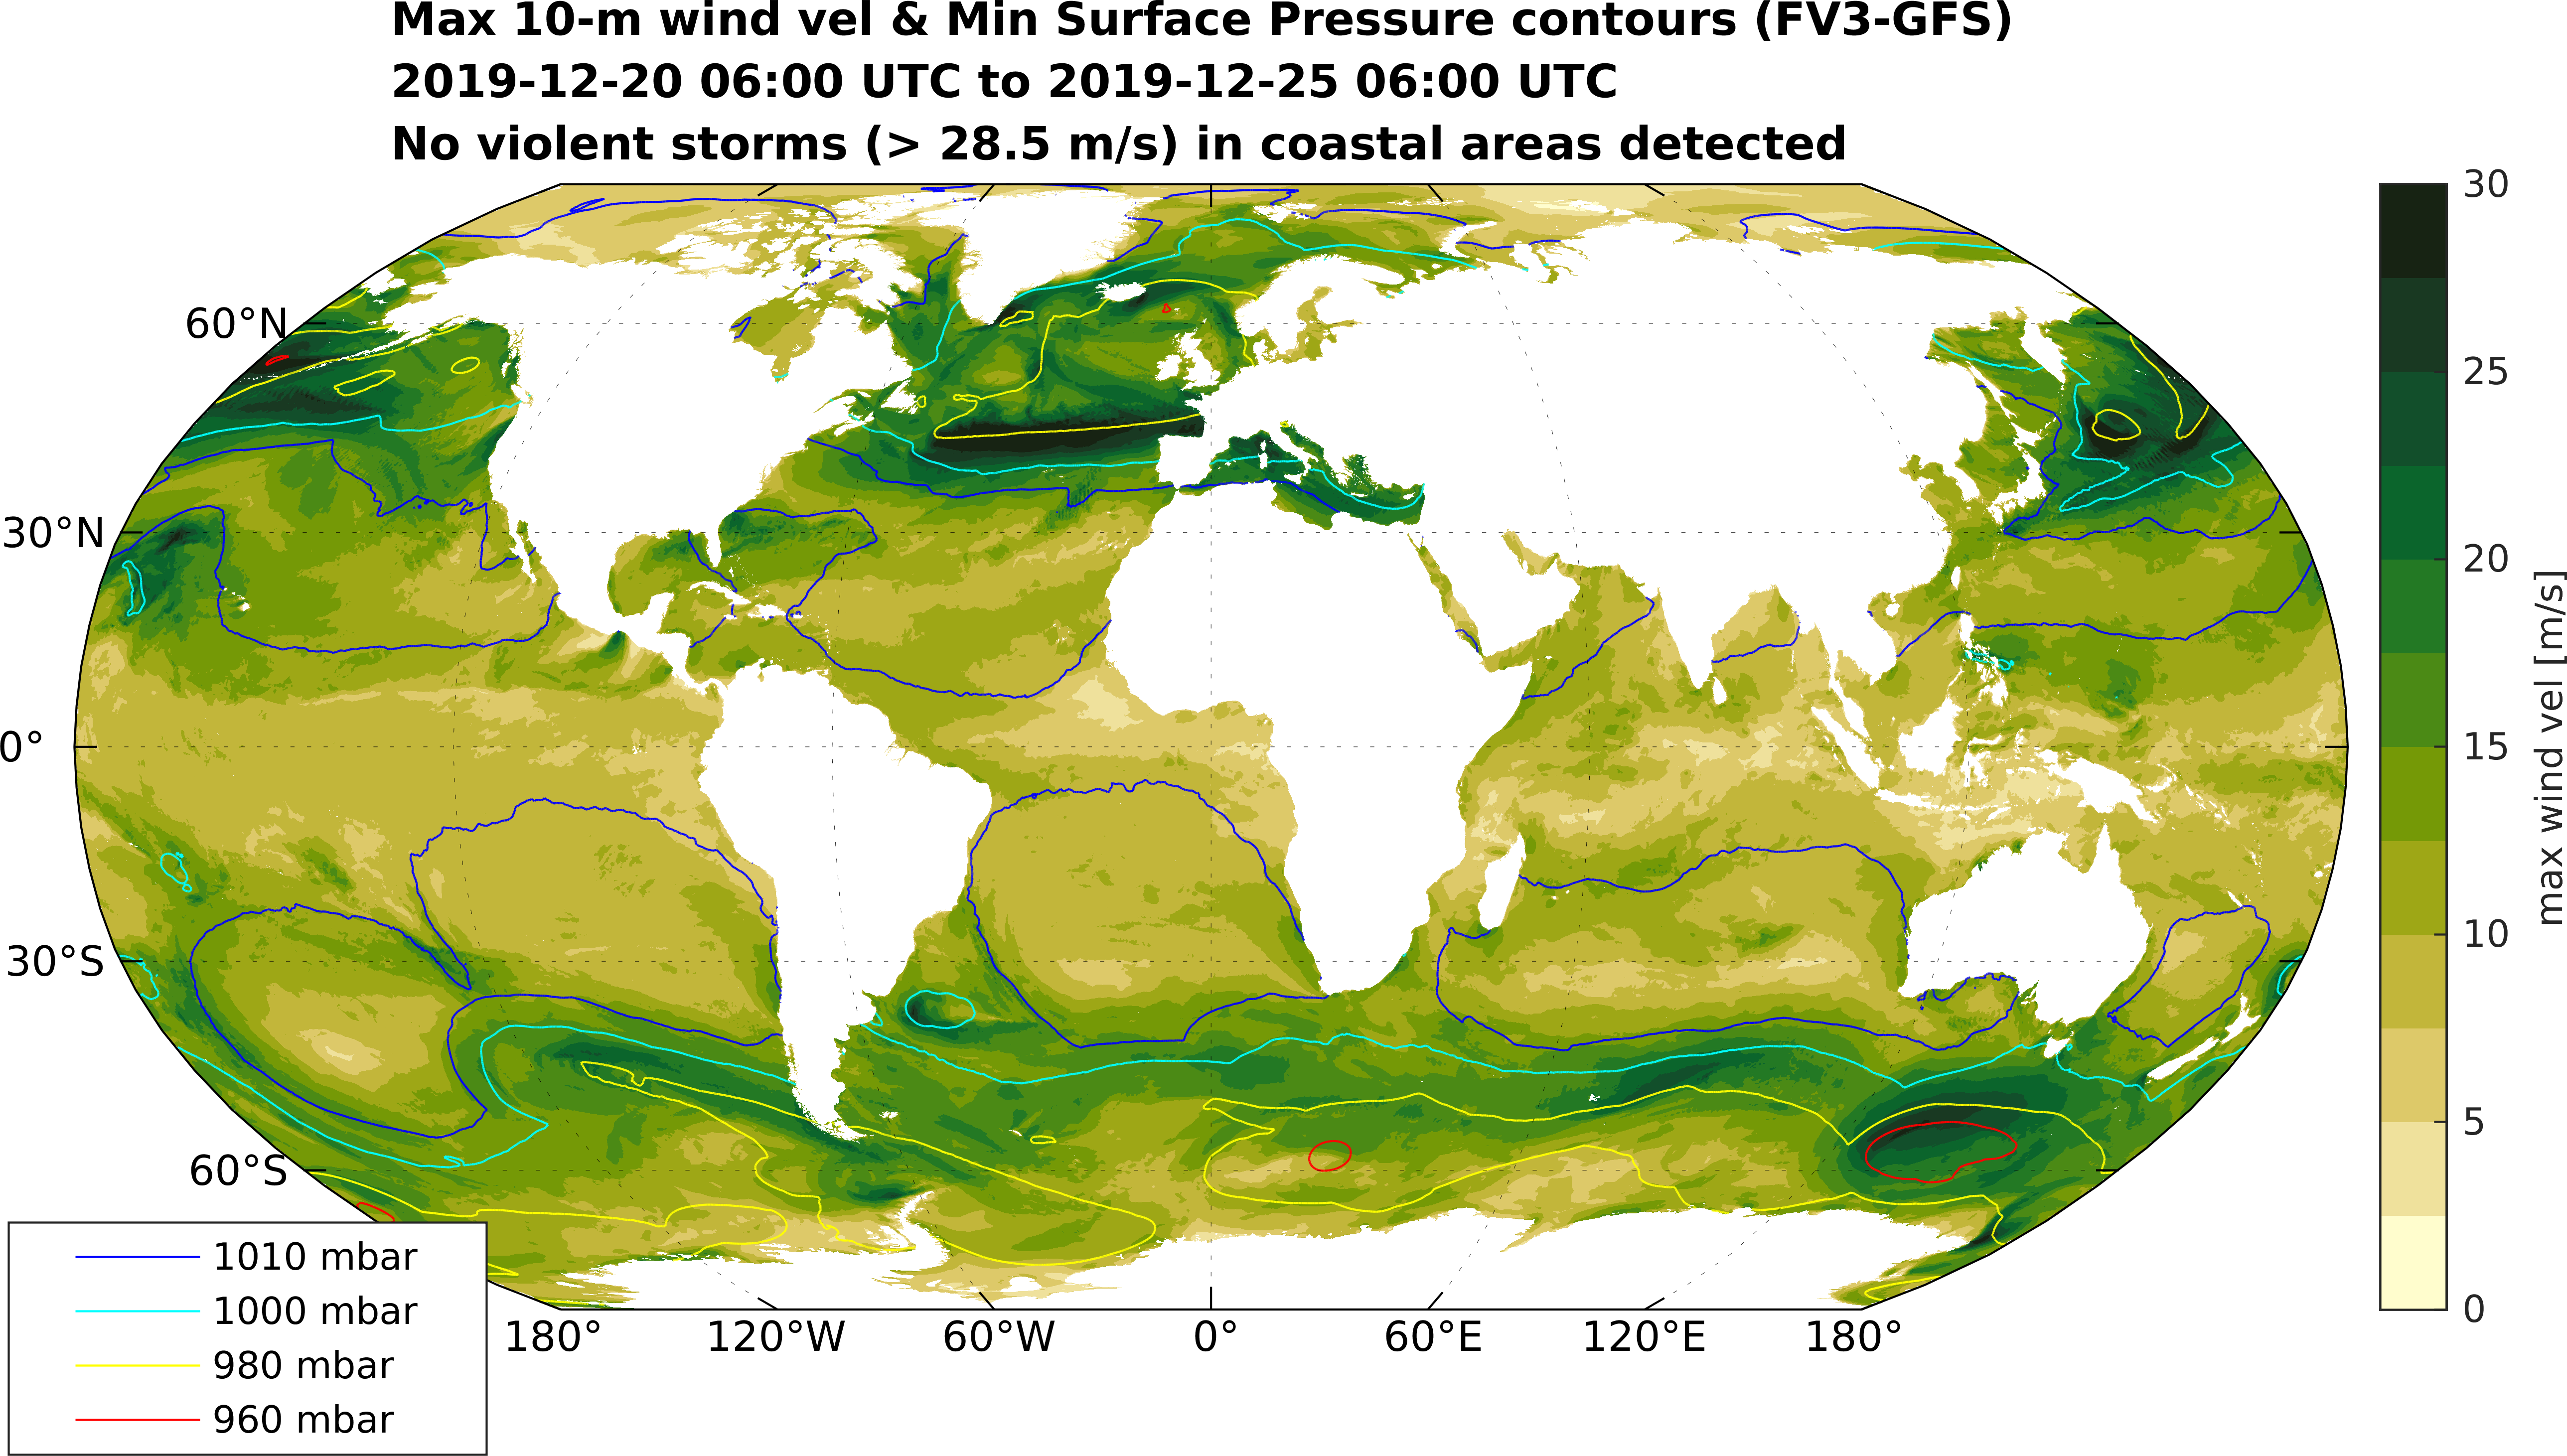 Max 10-m wind vel & Min Surface Pressure contours (FV3-GFS)
2019-12-20 06:00 UTC to 2019-12-25 06:00 UTC
No violent storms (> 28.5 m/s) in coastal areas detected
60°N
30°N
0°
30°S
60°S
180°
120°W
60°W
0°
60°E
120°E
180°
1010 mbar
1000 mbar
980 mbar
960 mbar
30
25
20
15
10
5
0
max wind vel [m/s]